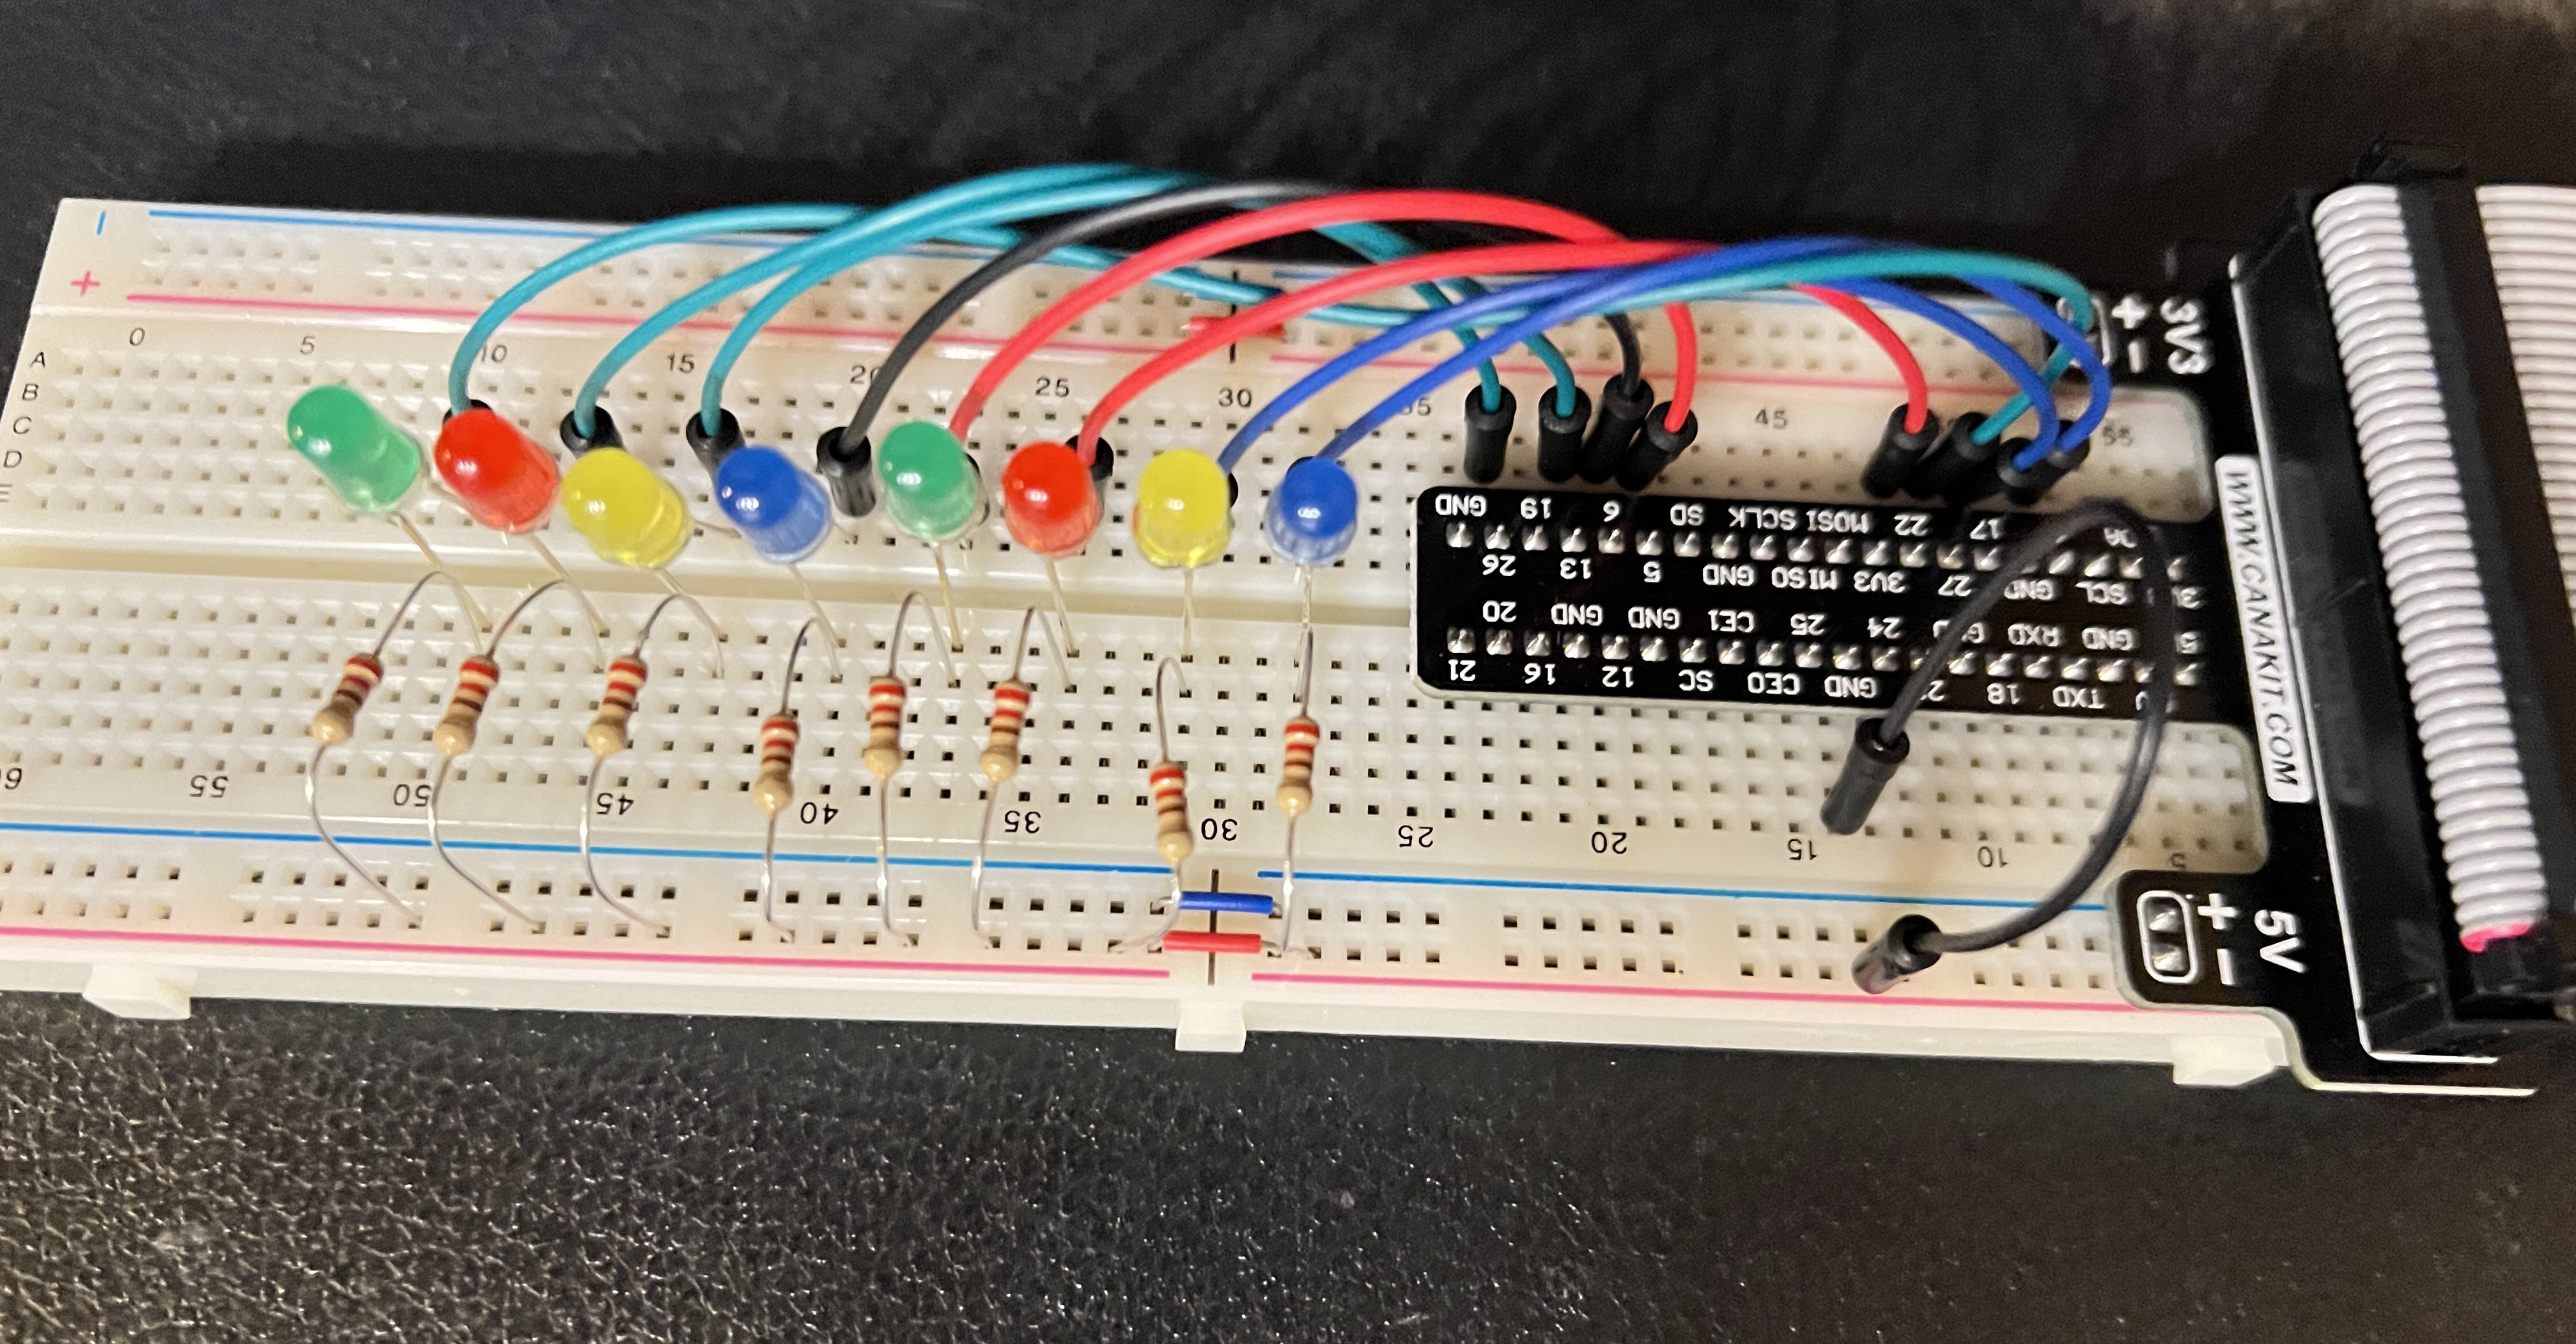 − +
+ −
3V3
0 5 10 15 20 25 30 35 45 55
A
B
C
D
E
GND 19 6 SD SCLK MOSI 22 17
26 13 5 GND MISO 3V3 27 GND SCL
20 GND GND CE1 25 24 RXD GND
21 16 12 SC CE0 GND 18 TXD
WWW.CANAKIT.COM
60 55 50 45 40 35 30 25 20 15 10 5
+ −
5V